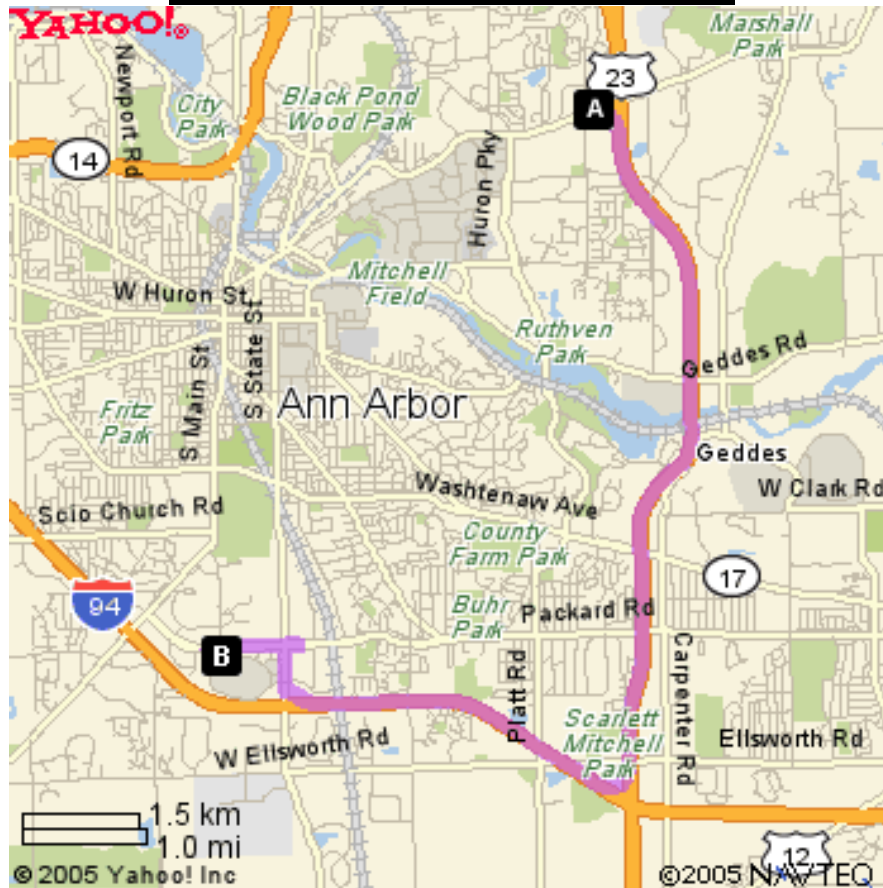 YAHOO!®
Marshall
Park
23
A
City
Park
Black Pond
Wood Park
Newport Rd
14
Huron Pky
Mitchell
Field
W Huron St
S State St
S Main St
Ruthven
Park
Geddes Rd
Ann Arbor
Fritz
Park
Geddes
W Clark Rd
Washtenaw Ave
Scio Church Rd
County
Farm Park
17
94
Buhr
Park
Packard Rd
B
Platt Rd
Carpenter Rd
Scarlett
Mitchell
Park
W Ellsworth Rd
Ellsworth Rd
1.5 km
1.0 mi
12
© 2005 Yahoo! Inc
©2005 NAVTEQ